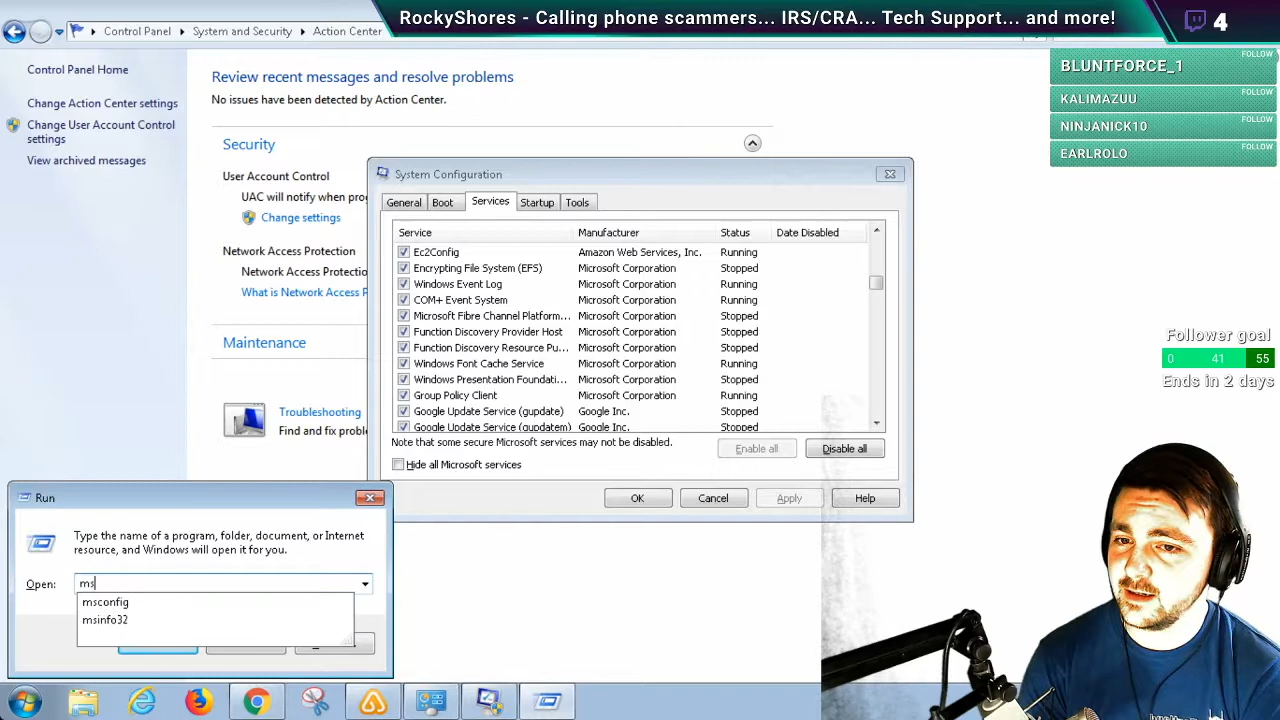 RockyShores - Calling phone scammers... IRS/CRA... Tech Support... and more!
4
Control Panel
System and Security
Action Center
Control Panel Home
Change Action Center settings
Change User Account Control
settings
View archived messages
Review recent messages and resolve problems
No issues have been detected by Action Center.
Security
User Account Control
UAC will notify when prog
Change settings
Network Access Protection
Network Access Protectio
What is Network Access P
Maintenance
Troubleshooting
Find and fix proble
System Configuration
General Boot Services Startup Tools
Service Manufacturer Status Date Disabled
Ec2Config Amazon Web Services, Inc. Running
Encrypting File System (EFS) Microsoft Corporation Stopped
Windows Event Log Microsoft Corporation Running
COM+ Event System Microsoft Corporation Running
Microsoft Fibre Channel Platform... Microsoft Corporation Stopped
Function Discovery Provider Host Microsoft Corporation Stopped
Function Discovery Resource Pu... Microsoft Corporation Stopped
Windows Font Cache Service Microsoft Corporation Running
Windows Presentation Foundati... Microsoft Corporation Stopped
Group Policy Client Microsoft Corporation Running
Google Update Service (gupdate) Google Inc. Stopped
Google Update Service (gupdatem) Google Inc. Stopped
Note that some secure Microsoft services may not be disabled.
Enable all
Disable all
Hide all Microsoft services
OK Cancel Apply Help
Run
Type the name of a program, folder, document, or Internet
resource, and Windows will open it for you.
Open: ms
msconfig
msinfo32
FOLLOW
BLUNTFORCE_1
FOLLOW
KALIMAZUU
FOLLOW
NINJANICK10
FOLLOW
EARLROLO
Follower goal
0 41 55
Ends in 2 days